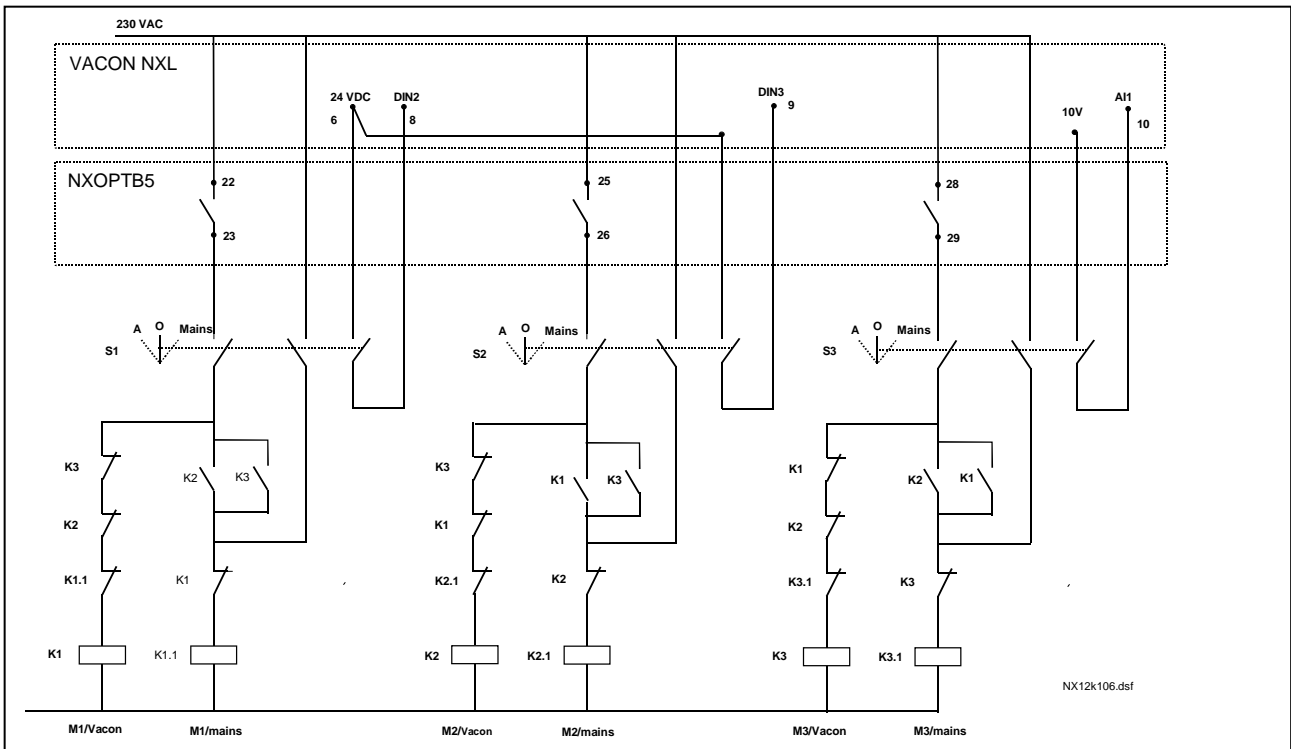 230 VAC
VACON NXL
24 VDC DIN2 DIN3 AI1
6 8 9 10V 10
NXOPTB5
22 25 28
23 26 29
A O Mains A O Mains A O Mains
S1 S2 S3
K3 K2 K3 K3 K1 K3 K1 K2 K1
K2 K1 K2
K1.1 K1 K2.1 K2 K3.1 K3
K1 K1.1 K2 K2.1 K3 K3.1
NX12k106.dsf
M1/Vacon M1/mains M2/Vacon M2/mains M3/Vacon M3/mains